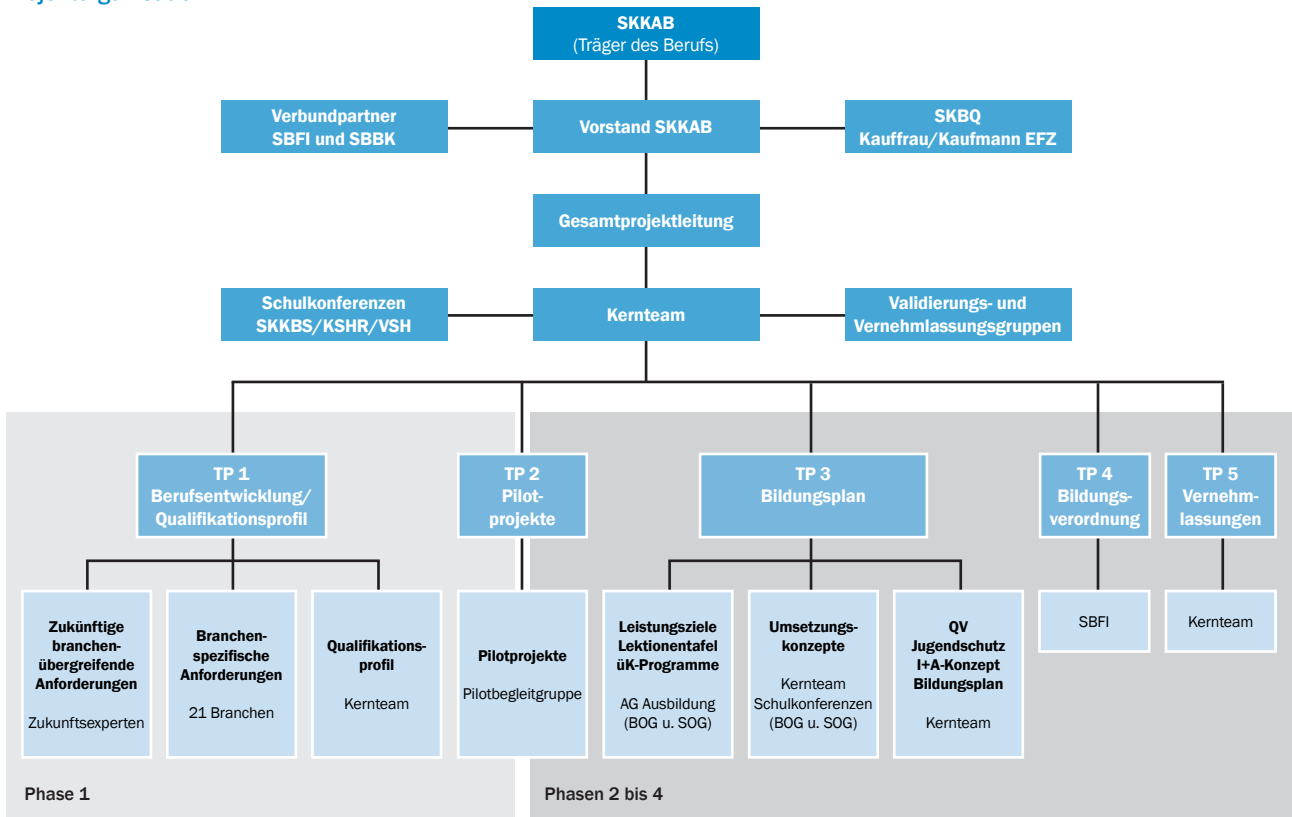 SKKAB
(Träger des Berufs)
Verbundpartner
SBFI und SBBK
Vorstand SKKAB
SKBQ
Kauffrau/Kaufmann EFZ
Gesamtprojektleitung
Schulkonferenzen
SKKBS/KSHR/VSH
Kernteam
Validierungs- und
Vernehmlassungsgruppen
TP 1
Berufsentwicklung/
Qualifikationsprofil
TP 2
Pilot-
projekte
TP 3
Bildungsplan
TP 4
Bildungs-
verordnung
TP 5
Vernehm-
lassungen
Zukünftige
branchen-
übergreifende
Anforderungen
Zukunftsexperten
Branchen-
spezifische
Anforderungen
21 Branchen
Qualifikations-
profil
Kernteam
Pilotprojekte
Pilotbegleitgruppe
Leistungsziele
Lektionentafel
üK-Programme
AG Ausbildung
(BOG u. SOG)
Umsetzungs-
konzepte
Kernteam
Schulkonferenzen
(BOG u. SOG)
QV
Jugendschutz
I+A-Konzept
Bildungsplan
Kernteam
SBFI
Kernteam
Phase 1
Phasen 2 bis 4